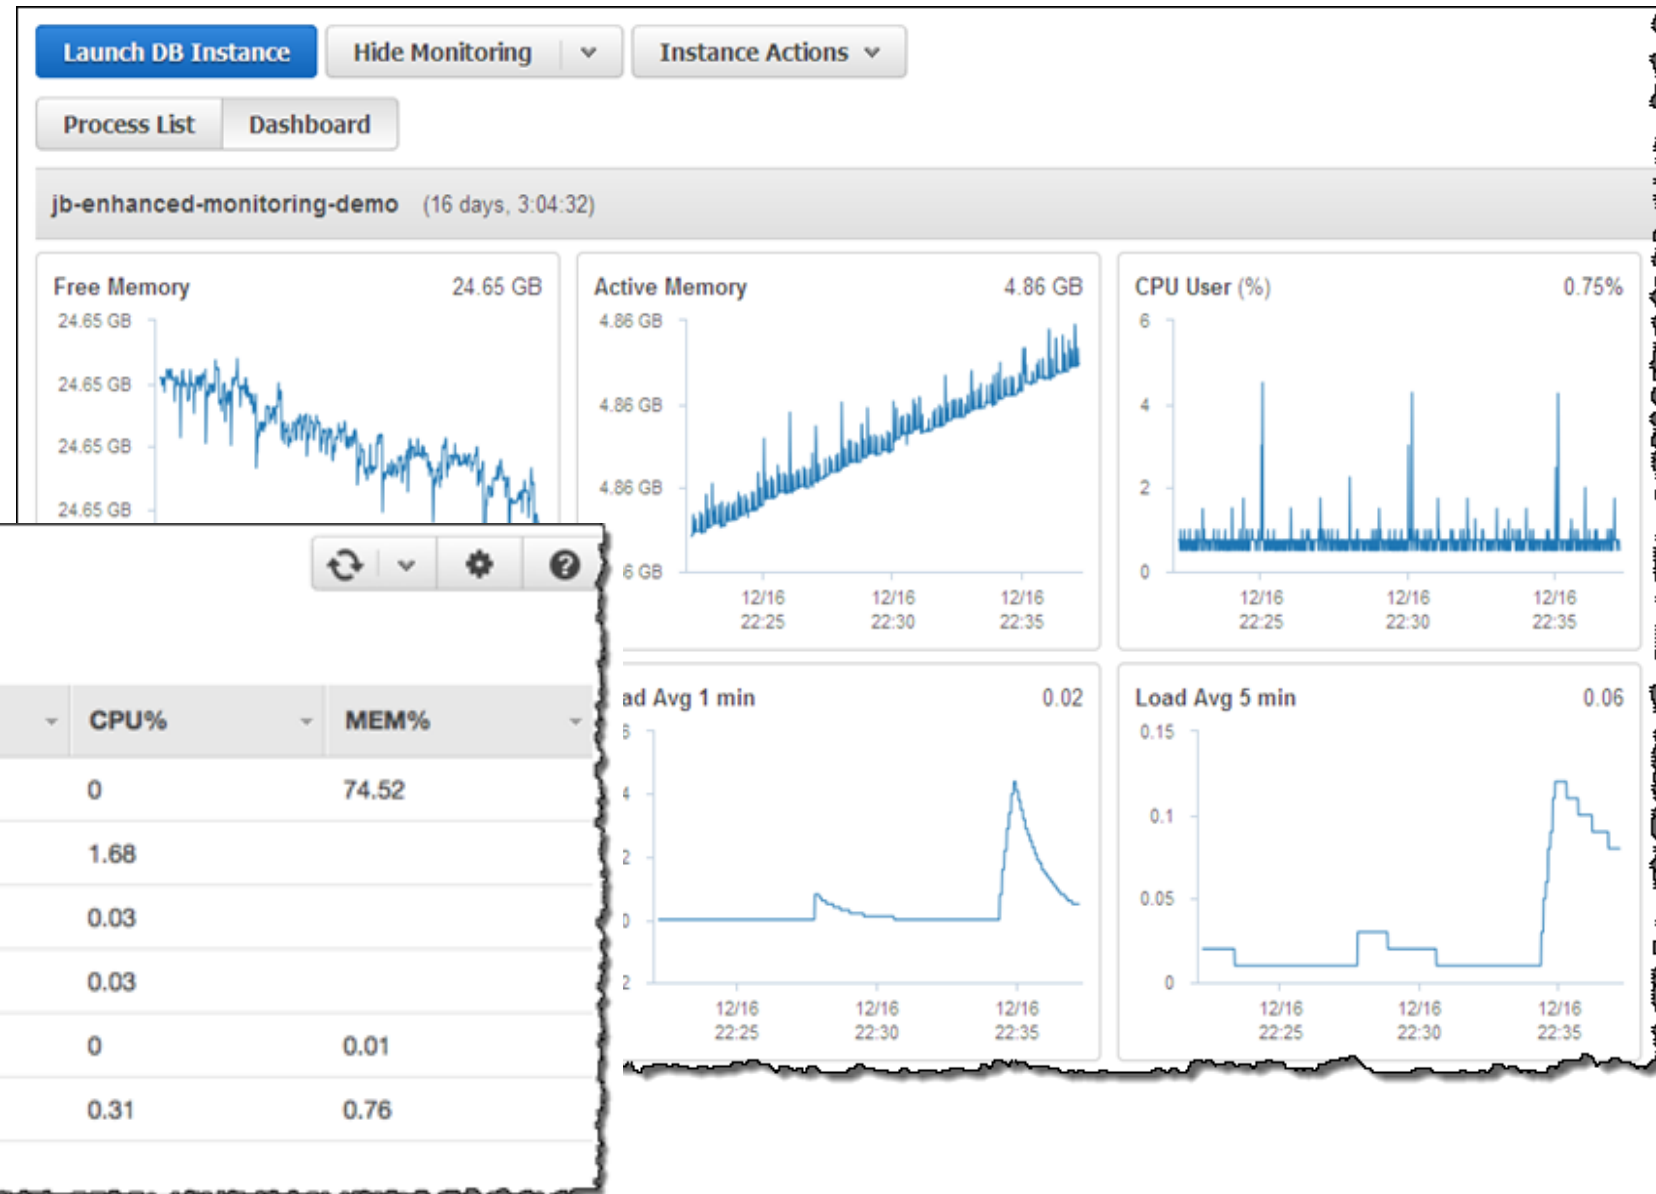 Launch DB Instance Hide Monitoring Instance Actions
Process List Dashboard
jb-enhanced-monitoring-demo (16 days, 3:04:32)
Free Memory 24.65 GB
24.65 GB
24.65 GB
24.65 GB
24.65 GB
Active Memory 4.86 GB
4.86 GB
4.86 GB
4.86 GB
6 GB
12/16 12/16 12/16
22:25 22:30 22:35
CPU User (%) 0.75%
6
4
2
0
12/16 12/16 12/16
22:25 22:30 22:35
CPU% MEM%
0 74.52
1.68
0.03
0.03
0 0.01
0.31 0.76
ad Avg 1 min 0.02
6
4
2
0
2
12/16 12/16 12/16
22:25 22:30 22:35
Load Avg 5 min 0.06
0.15
0.1
0.05
0
12/16 12/16 12/16
22:25 22:30 22:35